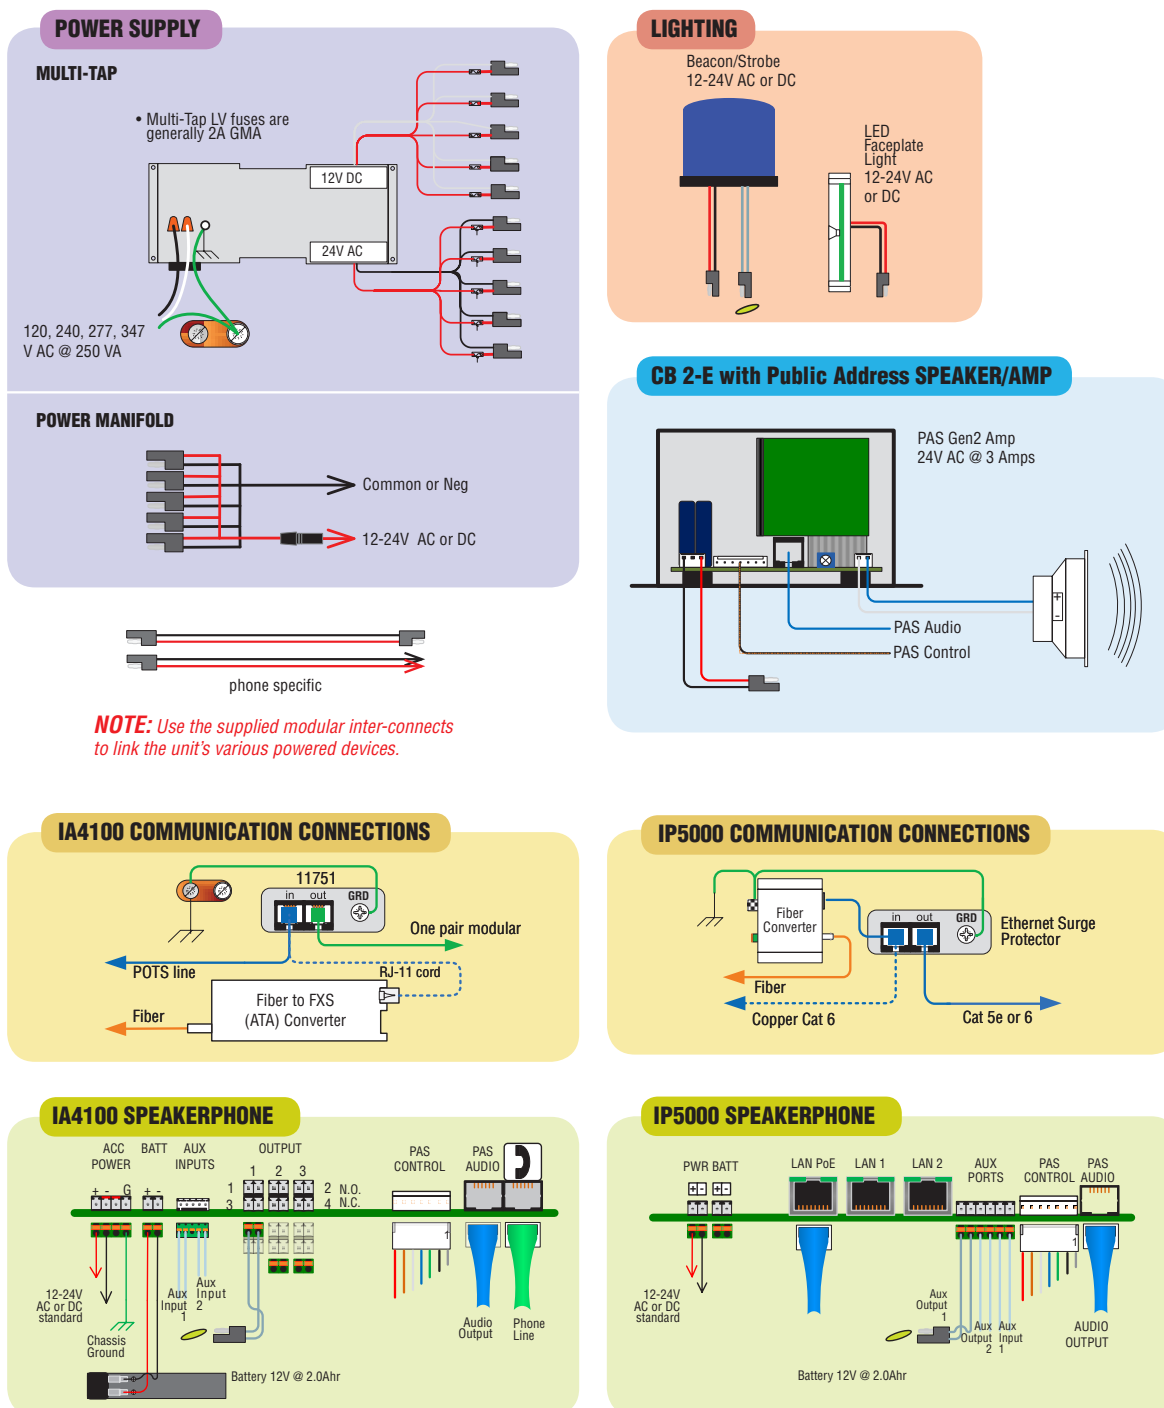 POWER SUPPLY
MULTI-TAP
• Multi-Tap LV fuses are
generally 2A GMA
12V DC
24V AC
120, 240, 277, 347
V AC @ 250 VA
POWER MANIFOLD
Common or Neg
12-24V AC or DC
phone specific
NOTE: Use the supplied modular inter-connects
to link the unit's various powered devices.
LIGHTING
Beacon/Strobe
12-24V AC or DC
LED
Faceplate
Light
12-24V AC
or DC
CB 2-E with Public Address SPEAKER/AMP
PAS Gen2 Amp
24V AC @ 3 Amps
+
-
PAS Audio
PAS Control
IA4100 COMMUNICATION CONNECTIONS
11751
in out GRD
One pair modular
POTS line
RJ-11 cord
Fiber to FXS
(ATA) Converter
Fiber
IP5000 COMMUNICATION CONNECTIONS
Fiber
Converter
in out GRD
Ethernet Surge
Protector
Fiber
Copper Cat 6
Cat 5e or 6
IA4100 SPEAKERPHONE
ACC
POWER
BATT
AUX
INPUTS
OUTPUT
1 2 3
+ - G + -
1 2 N.O.
3 4 N.C.
PAS
CONTROL
PAS
AUDIO
1
12-24V
AC or DC
standard
Chassis
Ground
Aux
Input
1
Aux
Input
2
Audio
Output
Phone
Line
Battery 12V @ 2.0Ahr
IP5000 SPEAKERPHONE
PWR BATT
+ - + -
LAN PoE
LAN 1
LAN 2
AUX
PORTS
PAS
CONTROL
PAS
AUDIO
1
12-24V
AC or DC
standard
Aux
Output
1
Aux
Output
2
Aux
Input
1
AUDIO
OUTPUT
Battery 12V @ 2.0Ahr